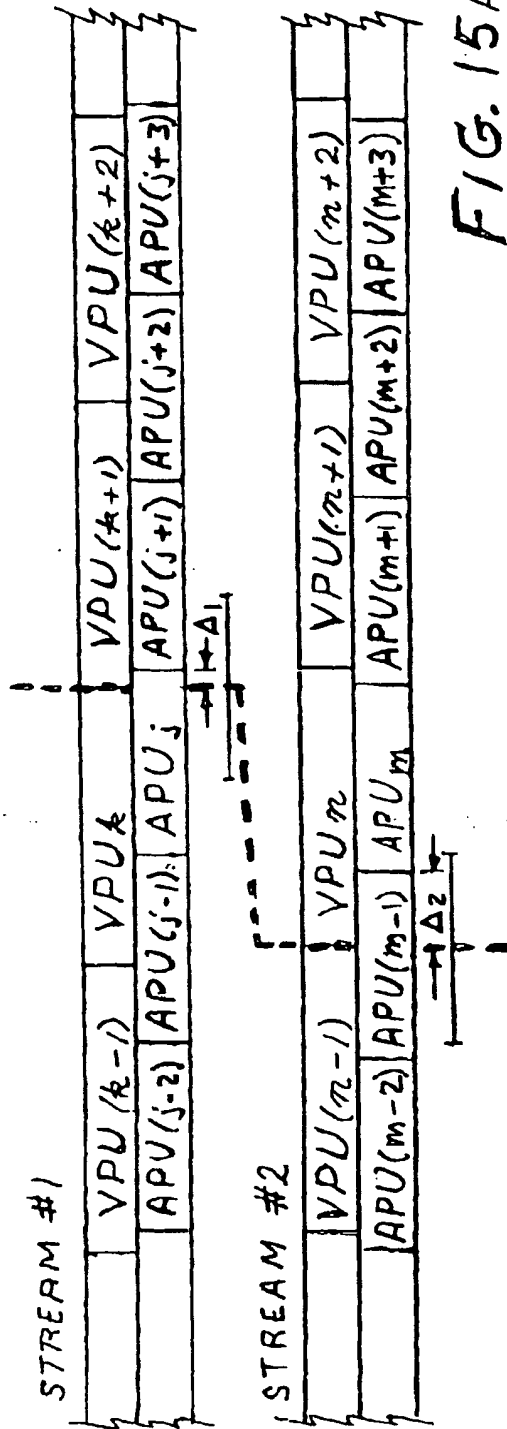 STREAM #1
VPU(k-1) VPUk VPU(k+1) VPU(k+2)
APU(j-2) APU(j-1) APUj APU(j+1) APU(j+2) APU(j+3)
Δ1
STREAM #2
VPU(n-1) VPUn VPU(n+1) VPU(n+2)
APU(m-2) APU(m-1) APUm APU(m+1) APU(m+2) APU(m+3)
Δ2
FIG. 15A